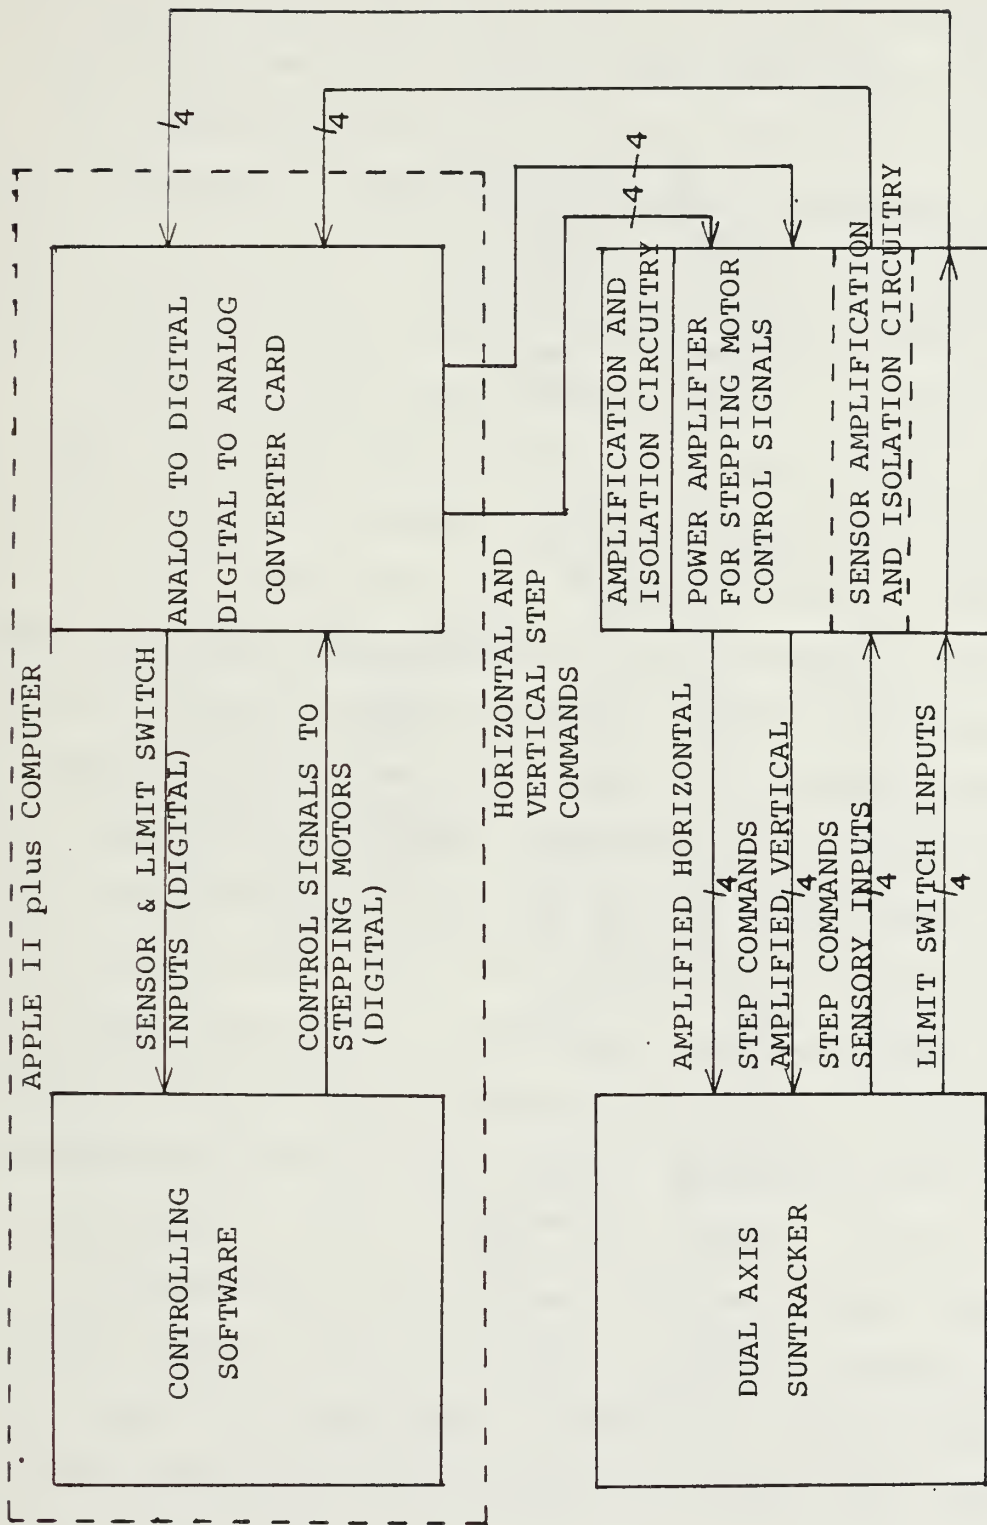 APPLE II plus COMPUTER
CONTROLLING
SOFTWARE
SENSOR & LIMIT SWITCH
INPUTS (DIGITAL)
CONTROL SIGNALS TO
STEPPING MOTORS
(DIGITAL)
ANALOG TO DIGITAL
DIGITAL TO ANALOG
CONVERTER CARD
4
4
HORIZONTAL AND
VERTICAL STEP
COMMANDS
4
4
DUAL AXIS
SUNTRACKER
AMPLIFIED HORIZONTAL
4
STEP COMMANDS
AMPLIFIED VERTICAL
4
STEP COMMANDS
SENSORY INPUTS
4
LIMIT SWITCH INPUTS
4
AMPLIFICATION AND
ISOLATION CIRCUITRY
POWER AMPLIFIER
FOR STEPPING MOTOR
CONTROL SIGNALS
SENSOR AMPLIFICATION
AND ISOLATION CIRCUITRY